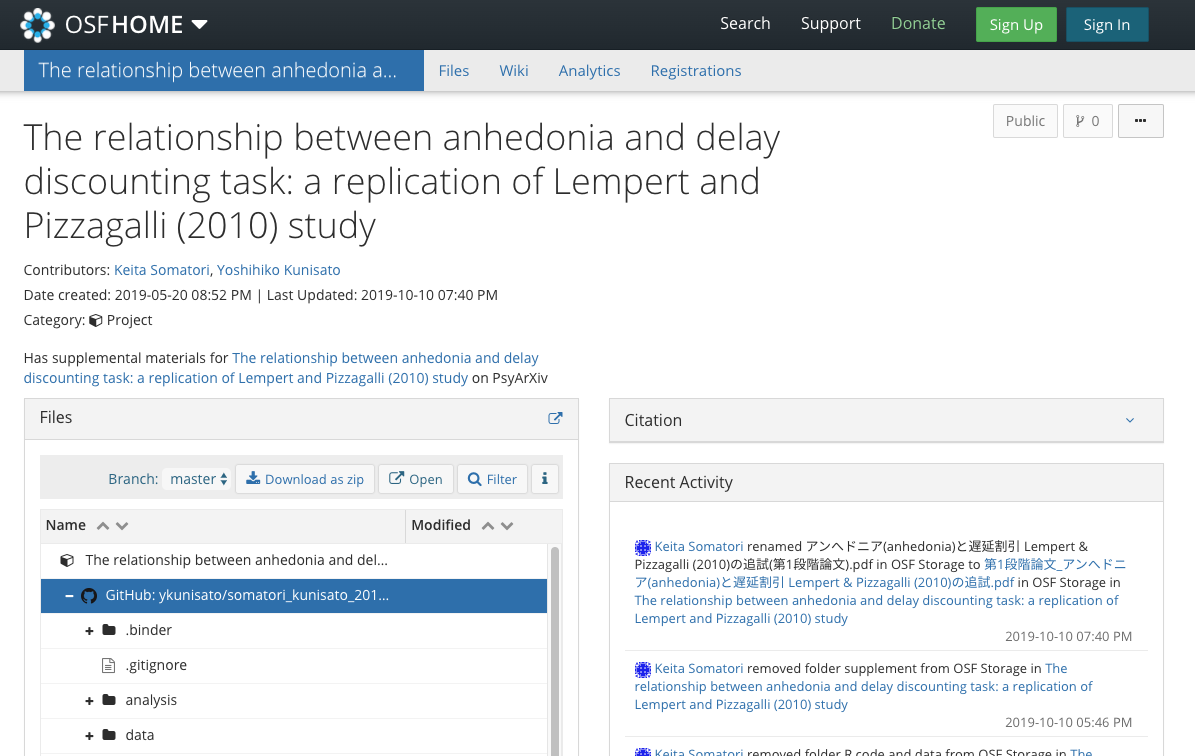 OSFHOME
Search
Support
Donate
Sign Up
Sign In
The relationship between anhedonia a...
Files
Wiki
Analytics
Registrations
Public
0
The relationship between anhedonia and delay
discounting task: a replication of Lempert and
Pizzagalli (2010) study
Contributors: Keita Somatori, Yoshihiko Kunisato
Date created: 2019-05-20 08:52 PM | Last Updated: 2019-10-10 07:40 PM
Category: Project
Has supplemental materials for The relationship between anhedonia and delay
discounting task: a replication of Lempert and Pizzagalli (2010) study on PsyArXiv
Files
Branch: master
Download as zip
Open
Filter
Name
Modified
The relationship between anhedonia and del...
GitHub: ykunisato/somatori_kunisato_201...
.binder
.gitignore
analysis
data
Citation
Recent Activity
Keita Somatori renamed アンヘドニア(anhedonia)と遅延割引 Lempert &
Pizzagalli (2010)の追試(第1段階論文).pdf in OSF Storage to 第1段階論文_アンヘドニ
ア(anhedonia)と遅延割引 Lempert & Pizzagalli (2010)の追試.pdf in OSF Storage in
The relationship between anhedonia and delay discounting task: a replication of
Lempert and Pizzagalli (2010) study
2019-10-10 07:40 PM
Keita Somatori removed folder supplement from OSF Storage in The
relationship between anhedonia and delay discounting task: a replication of
Lempert and Pizzagalli (2010) study
2019-10-10 05:46 PM
Keita Somatori removed folder R code and data from OSF Storage in The